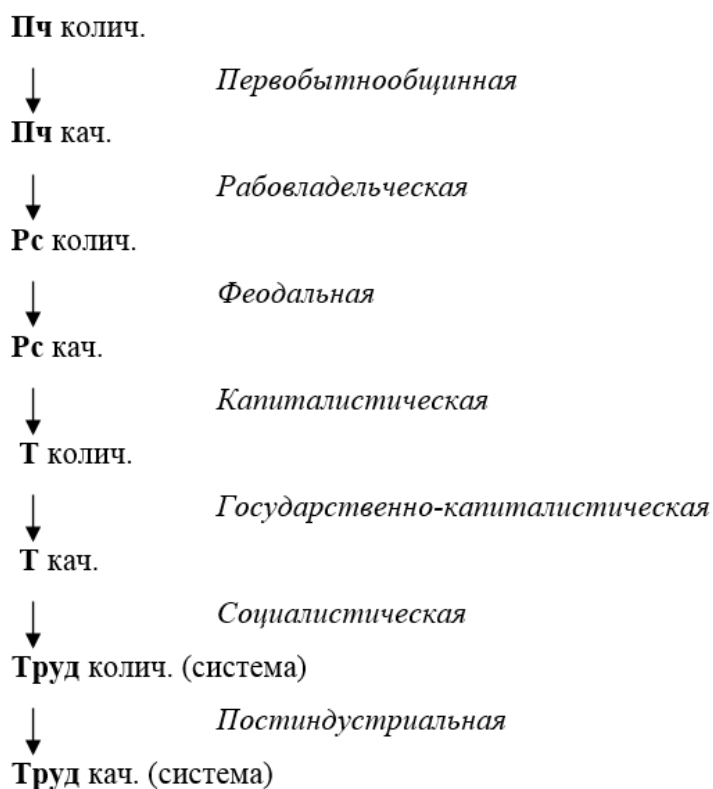 Пч колич.
Первобытнообщинная
Пч кач.
Рабовладельческая
Рс колич.
Феодальная
Рс кач.
Капиталистическая
Т колич.
Государственно-капиталистическая
Т кач.
Социалистическая
Труд колич. (система)
Постиндустриальная
Труд кач. (система)